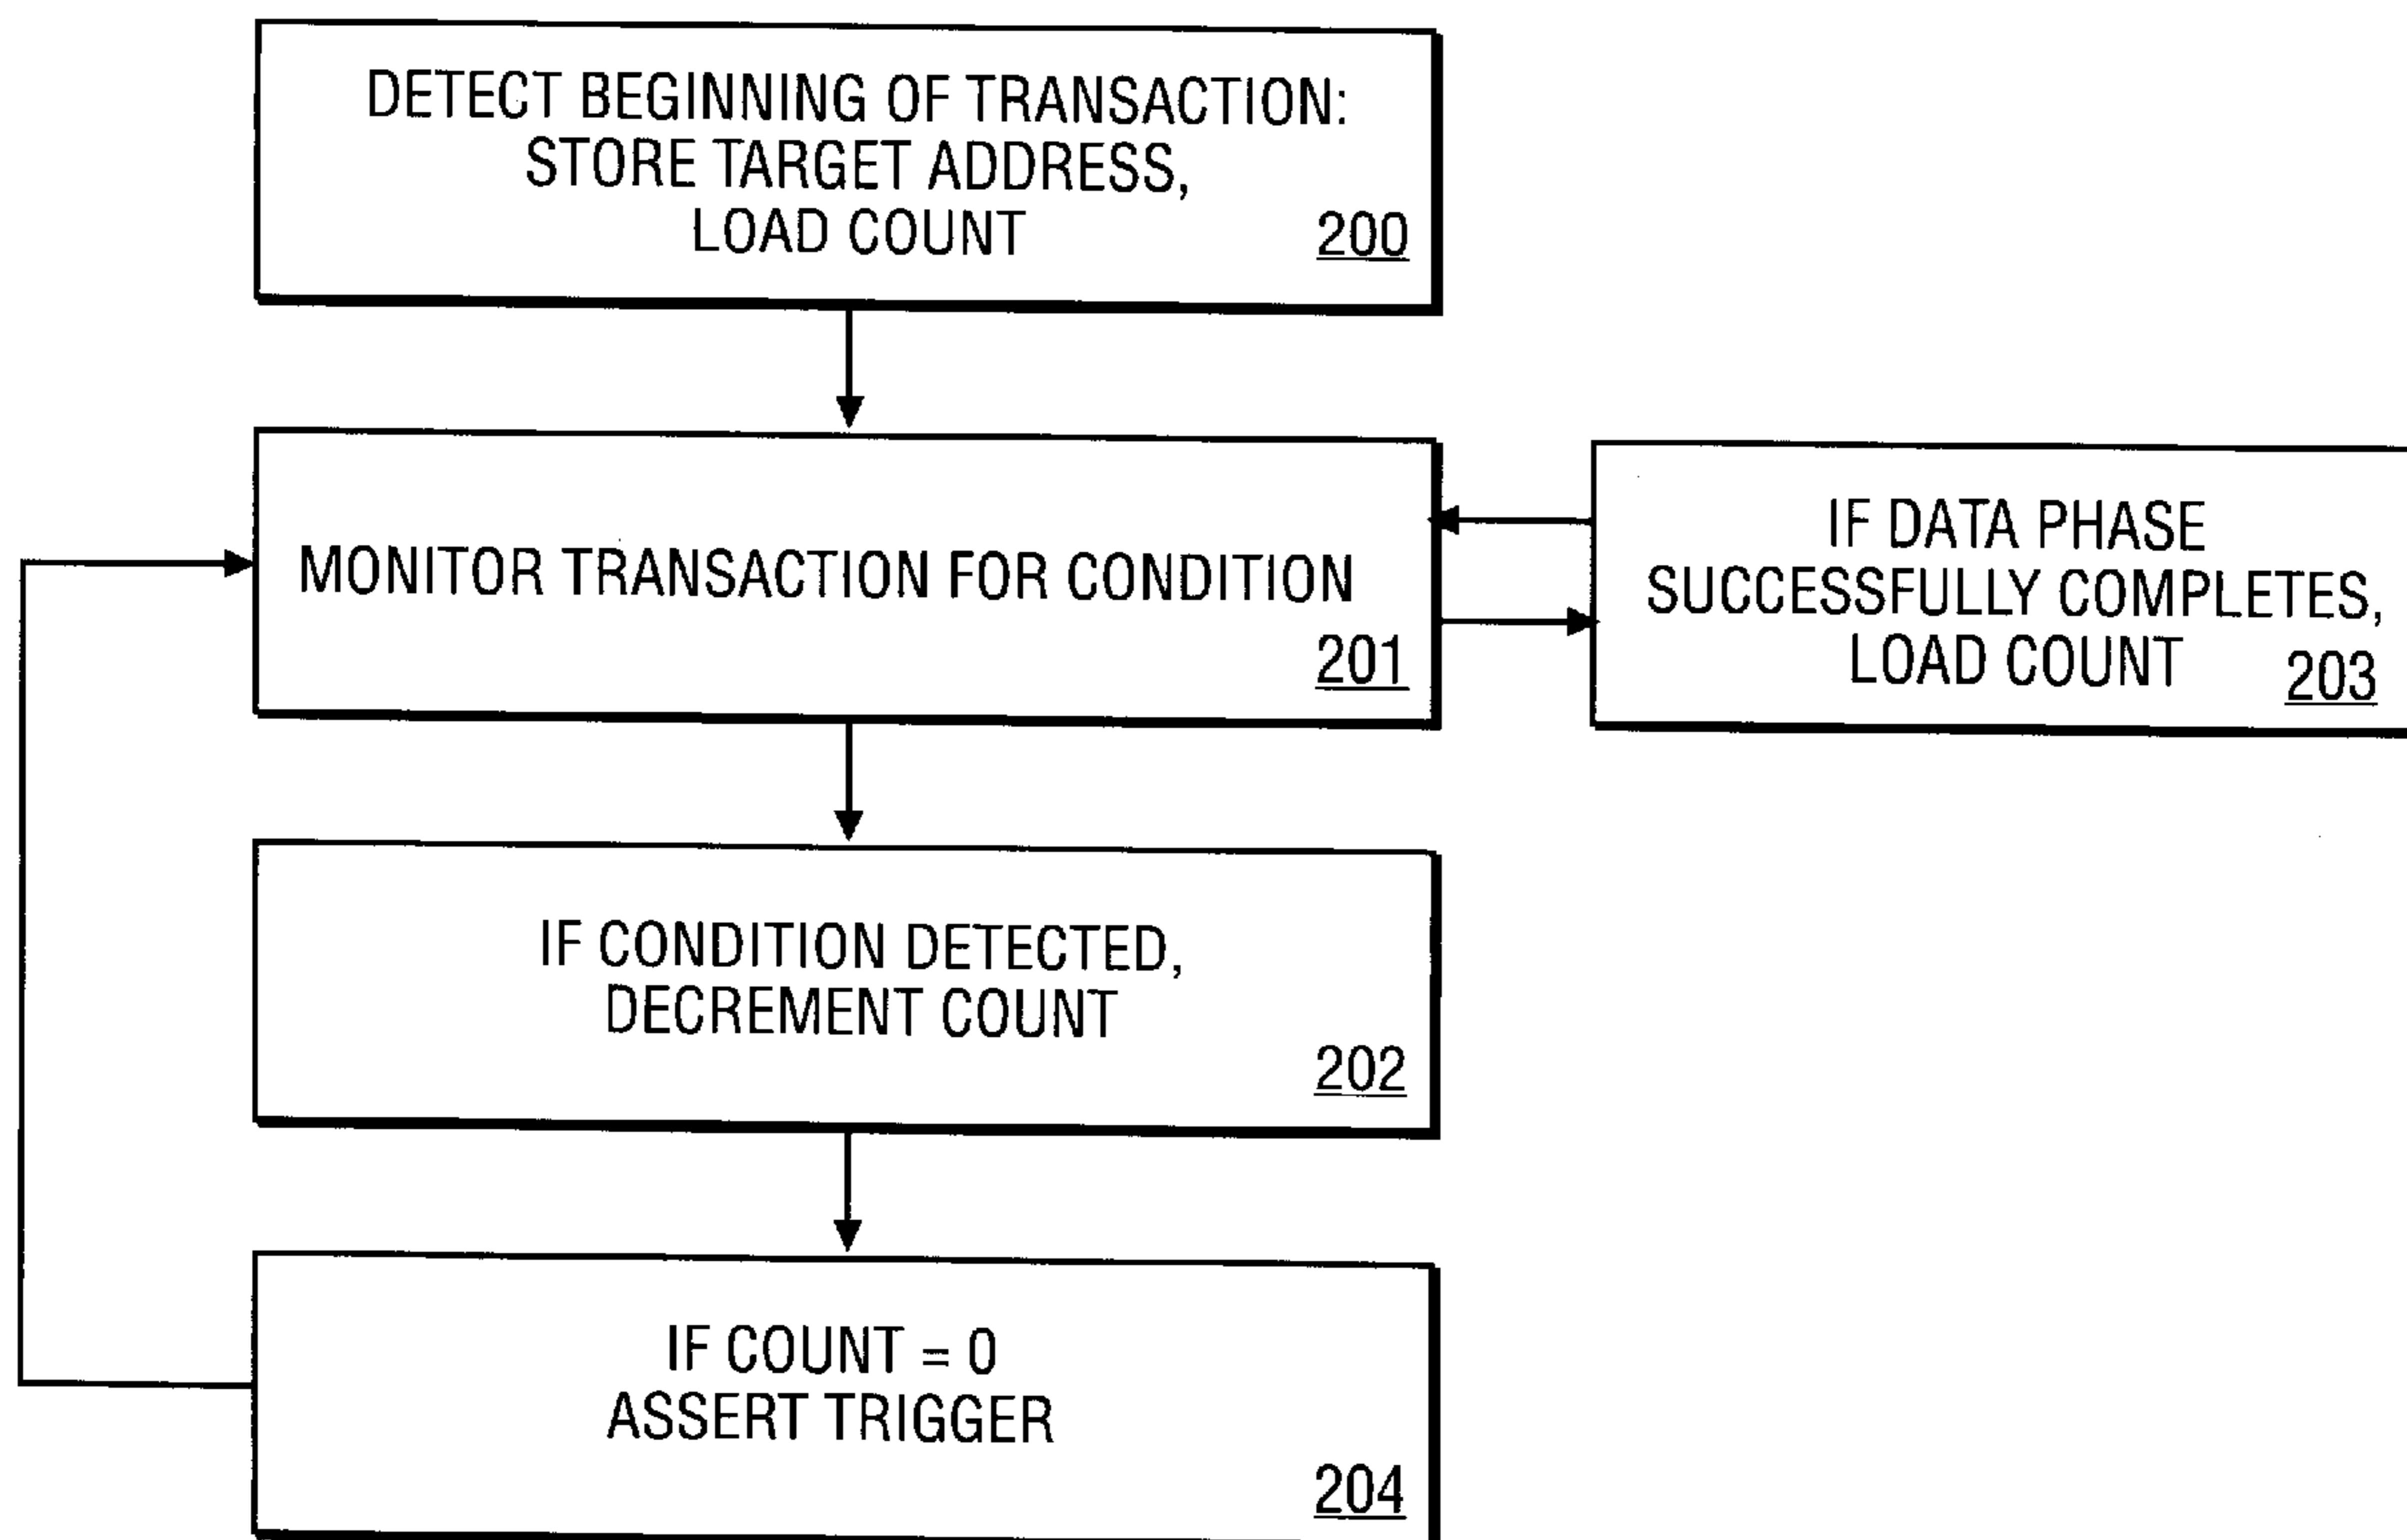 DETECT BEGINNING OF TRANSACTION:
STORE TARGET ADDRESS,
LOAD COUNT
200
MONITOR TRANSACTION FOR CONDITION
201
IF DATA PHASE
SUCCESSFULLY COMPLETES,
LOAD COUNT
203
IF CONDITION DETECTED,
DECREMENT COUNT
202
IF COUNT = 0
ASSERT TRIGGER
204